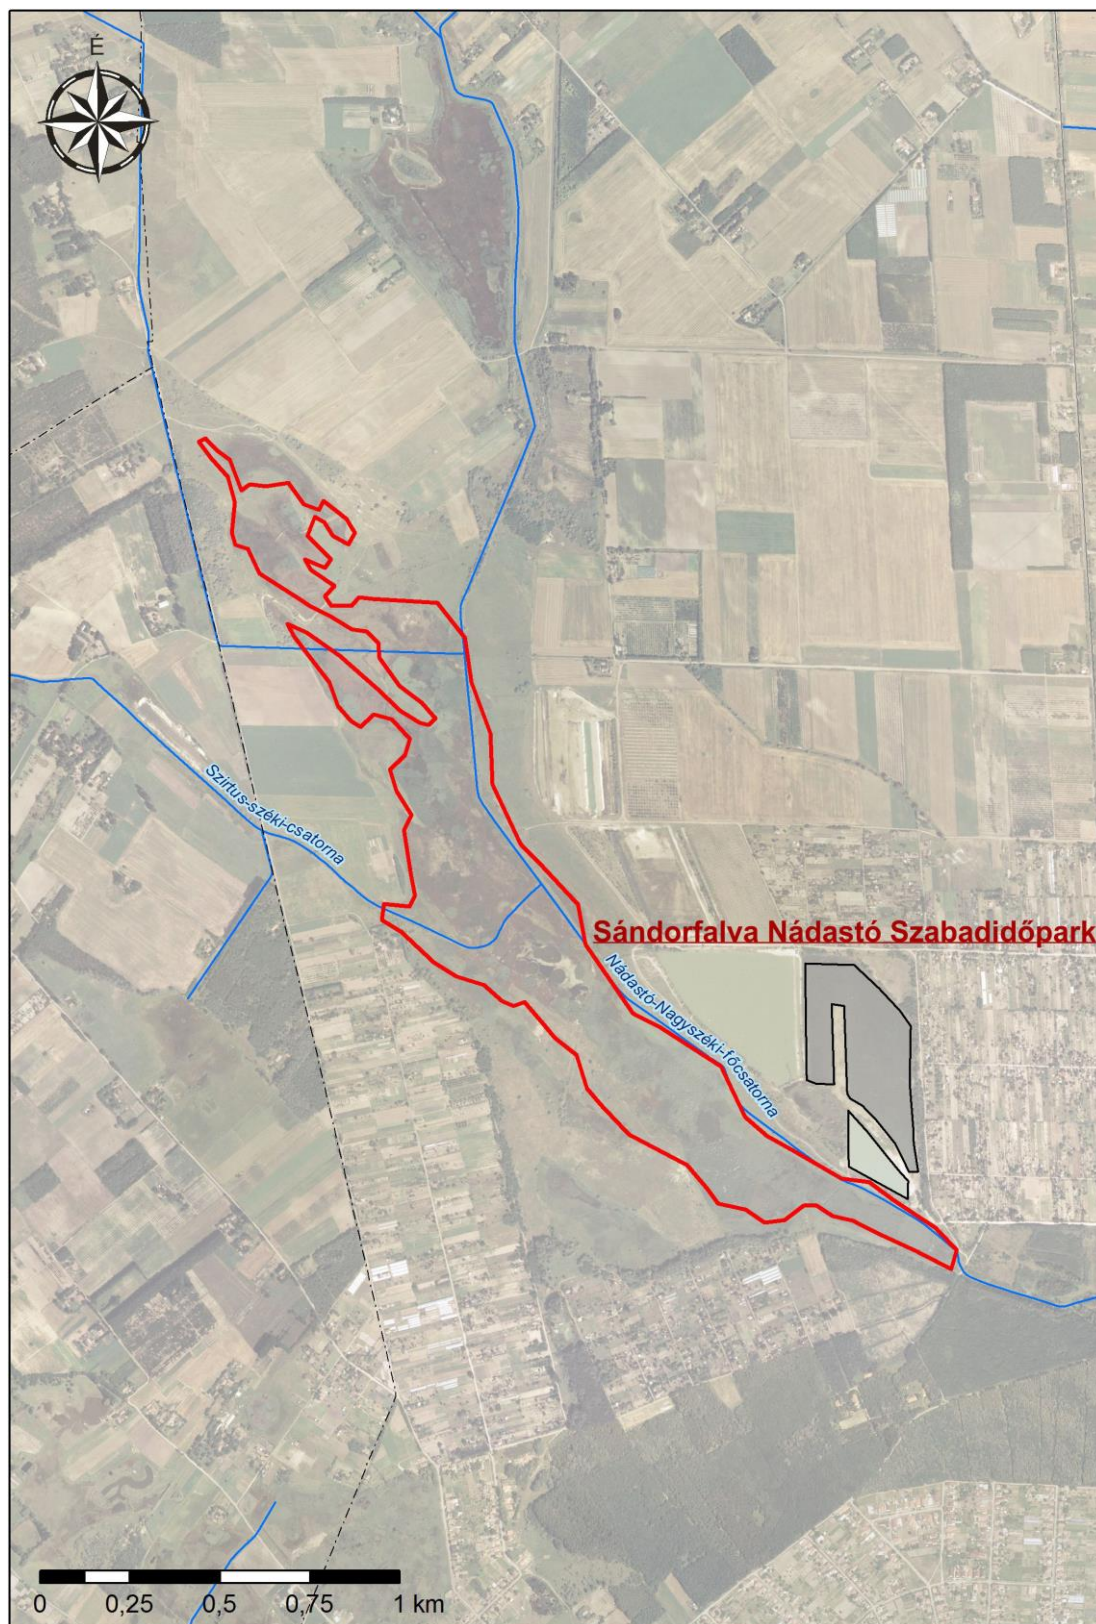 É
Szirtus-széki-csatorna
Sándorfalva Nádastó Szabadidőpark
Nádastó-Nagyszéki-főcsatorna
0 0,25 0,5 0,75 1 km